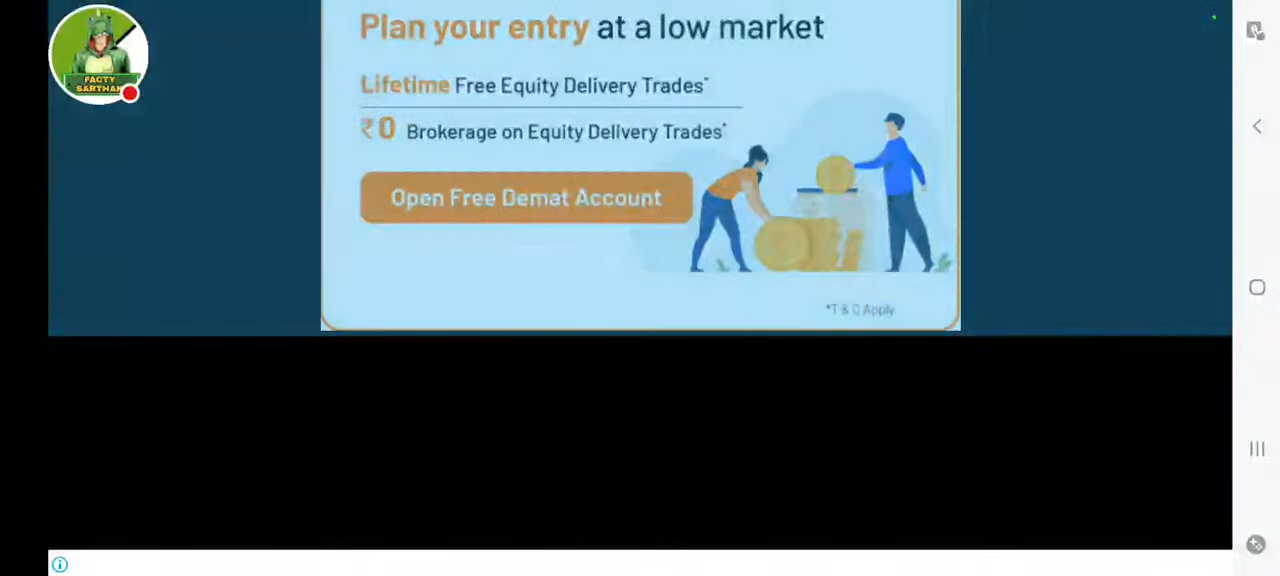 Plan your entry at a low market
Lifetime Free Equity Delivery Trades*
₹0 Brokerage on Equity Delivery Trades*
Open Free Demat Account
*T & C Apply
FACTY
SARTHAK